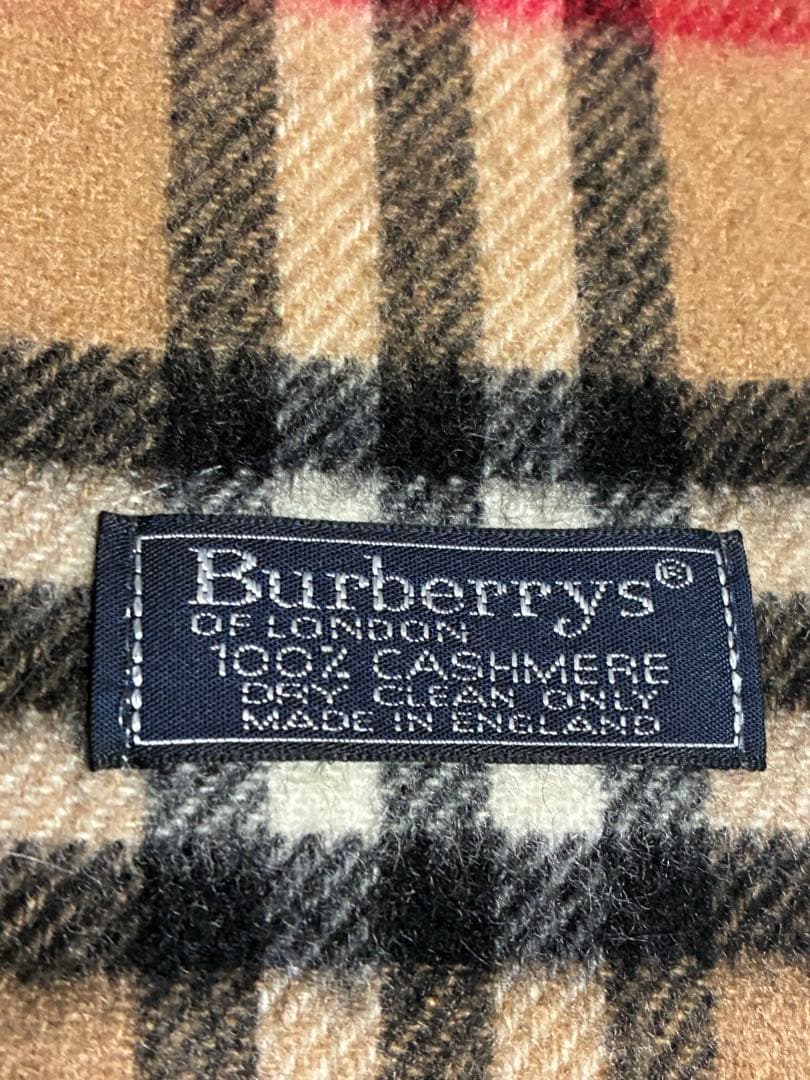 Burberrys®
OF LONDON
100% CASHMERE
DRY CLEAN ONLY
MADE IN ENGLAND